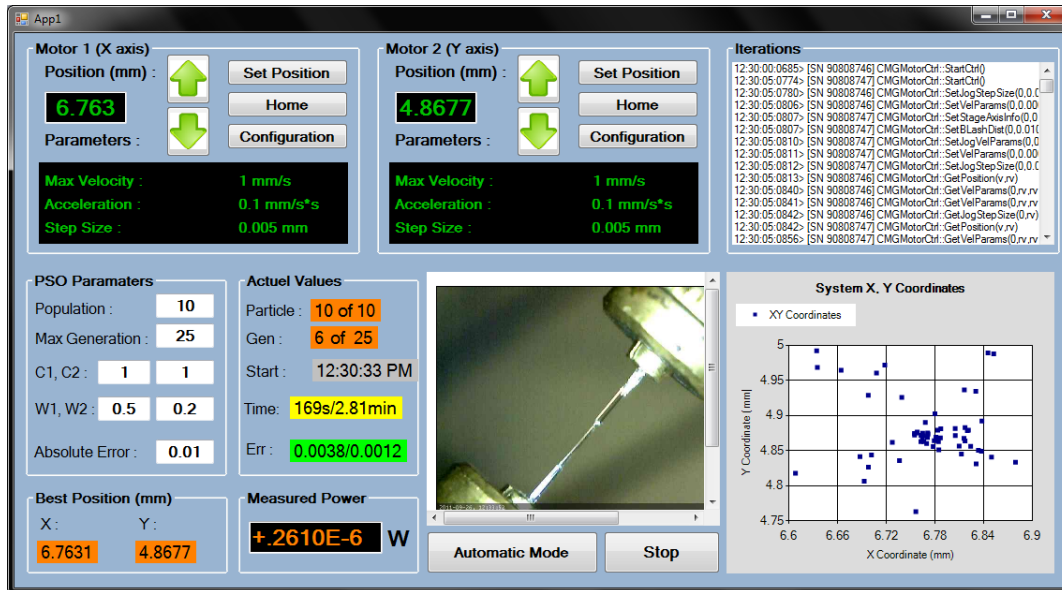 App1
Motor 1 (X axis)
Position (mm) :
Set Position
6.763
Home
Parameters :
Configuration
Max Velocity : 1 mm/s
Acceleration : 0.1 mm/s*s
Step Size : 0.005 mm
Motor 2 (Y axis)
Position (mm) :
Set Position
4.8677
Home
Parameters :
Configuration
Max Velocity : 1 mm/s
Acceleration : 0.1 mm/s*s
Step Size : 0.005 mm
Iterations
12:30:00:0685> [SN 90808746] CMGMotorCtrl::StartCtrl()
12:30:05:0774> [SN 90808747] CMGMotorCtrl::StartCtrl()
12:30:05:0780> [SN 90808746] CMGMotorCtrl::SetJogStepSize(0,0.0
12:30:05:0806> [SN 90808746] CMGMotorCtrl::SetVelParams(0,0.00
12:30:05:0807> [SN 90808746] CMGMotorCtrl::SetStageAxisInfo(0,0
12:30:05:0807> [SN 90808746] CMGMotorCtrl::SetBLashDist(0,0.010
12:30:05:0810> [SN 90808747] CMGMotorCtrl::SetJogVelParams(0,0
12:30:05:0811> [SN 90808747] CMGMotorCtrl::SetVelParams(0,0.00
12:30:05:0812> [SN 90808747] CMGMotorCtrl::SetJogStepSize(0,0.0
12:30:05:0813> [SN 90808746] CMGMotorCtrl::GetPosition(v,rv)
12:30:05:0840> [SN 90808746] CMGMotorCtrl::GetVelParams(0,rv,rv
12:30:05:0841> [SN 90808746] CMGMotorCtrl::GetVelParams(0,rv,rv
12:30:05:0842> [SN 90808746] CMGMotorCtrl::GetJogStepSize(0,rv)
12:30:05:0842> [SN 90808747] CMGMotorCtrl::GetPosition(v,rv)
12:30:05:0856> [SN 90808747] CMGMotorCtrl::GetVelParams(0,rv,rv
PSO Paramaters
Population : 10
Max Generation : 25
C1, C2 : 1 1
W1, W2 : 0.5 0.2
Absolute Error : 0.01
Actuel Values
Particle : 10 of 10
Gen : 6 of 25
Start : 12:30:33 PM
Time: 169s/2.81min
Err : 0.0038/0.0012
Best Position (mm)
X : Y :
6.7631 4.8677
Measured Power
+.2610E-6 W
Automatic Mode
Stop
System X, Y Coordinates
XY Coordinates
Y Coordinate (mm)
5
4.95
4.9
4.85
4.8
4.75
6.6 6.66 6.72 6.78 6.84 6.9
X Coordinate (mm)